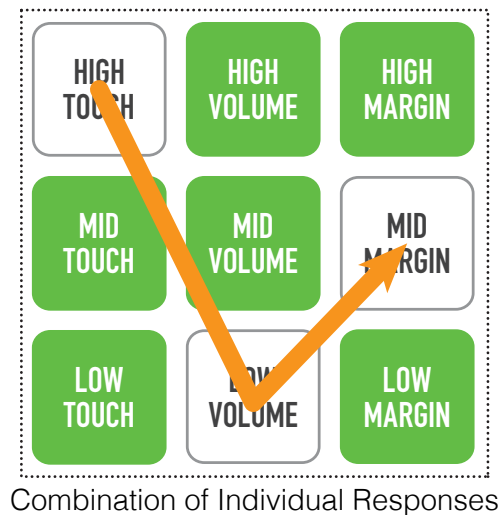 HIGH
TOUCH
HIGH
VOLUME
HIGH
MARGIN
MID
TOUCH
MID
VOLUME
MID
MARGIN
LOW
TOUCH
LOW
VOLUME
LOW
MARGIN
Combination of Individual Responses